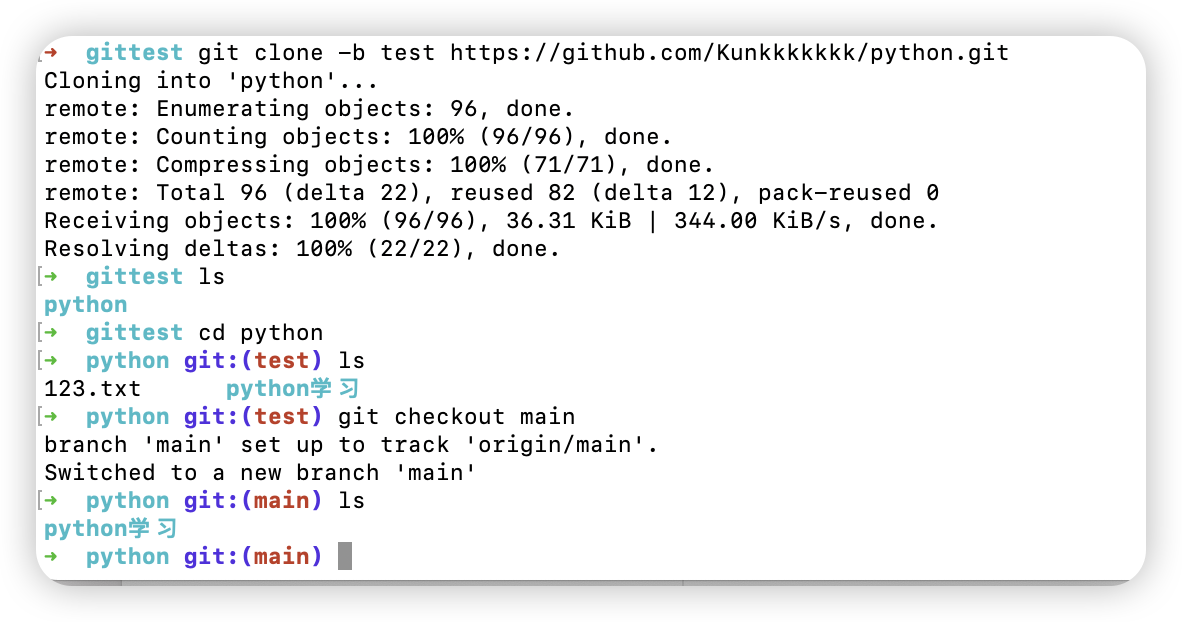 ➜  gittest git clone -b test https://github.com/Kunkkkkkk/python.git
Cloning into 'python'...
remote: Enumerating objects: 96, done.
remote: Counting objects: 100% (96/96), done.
remote: Compressing objects: 100% (71/71), done.
remote: Total 96 (delta 22), reused 82 (delta 12), pack-reused 0
Receiving objects: 100% (96/96), 36.31 KiB | 344.00 KiB/s, done.
Resolving deltas: 100% (22/22), done.
[➜  gittest ls
python
[➜  gittest cd python
[➜  python git:(test) ls
123.txt      python学习
[➜  python git:(test) git checkout main
branch 'main' set up to track 'origin/main'.
Switched to a new branch 'main'
[➜  python git:(main) ls
python学习
➜  python git:(main)